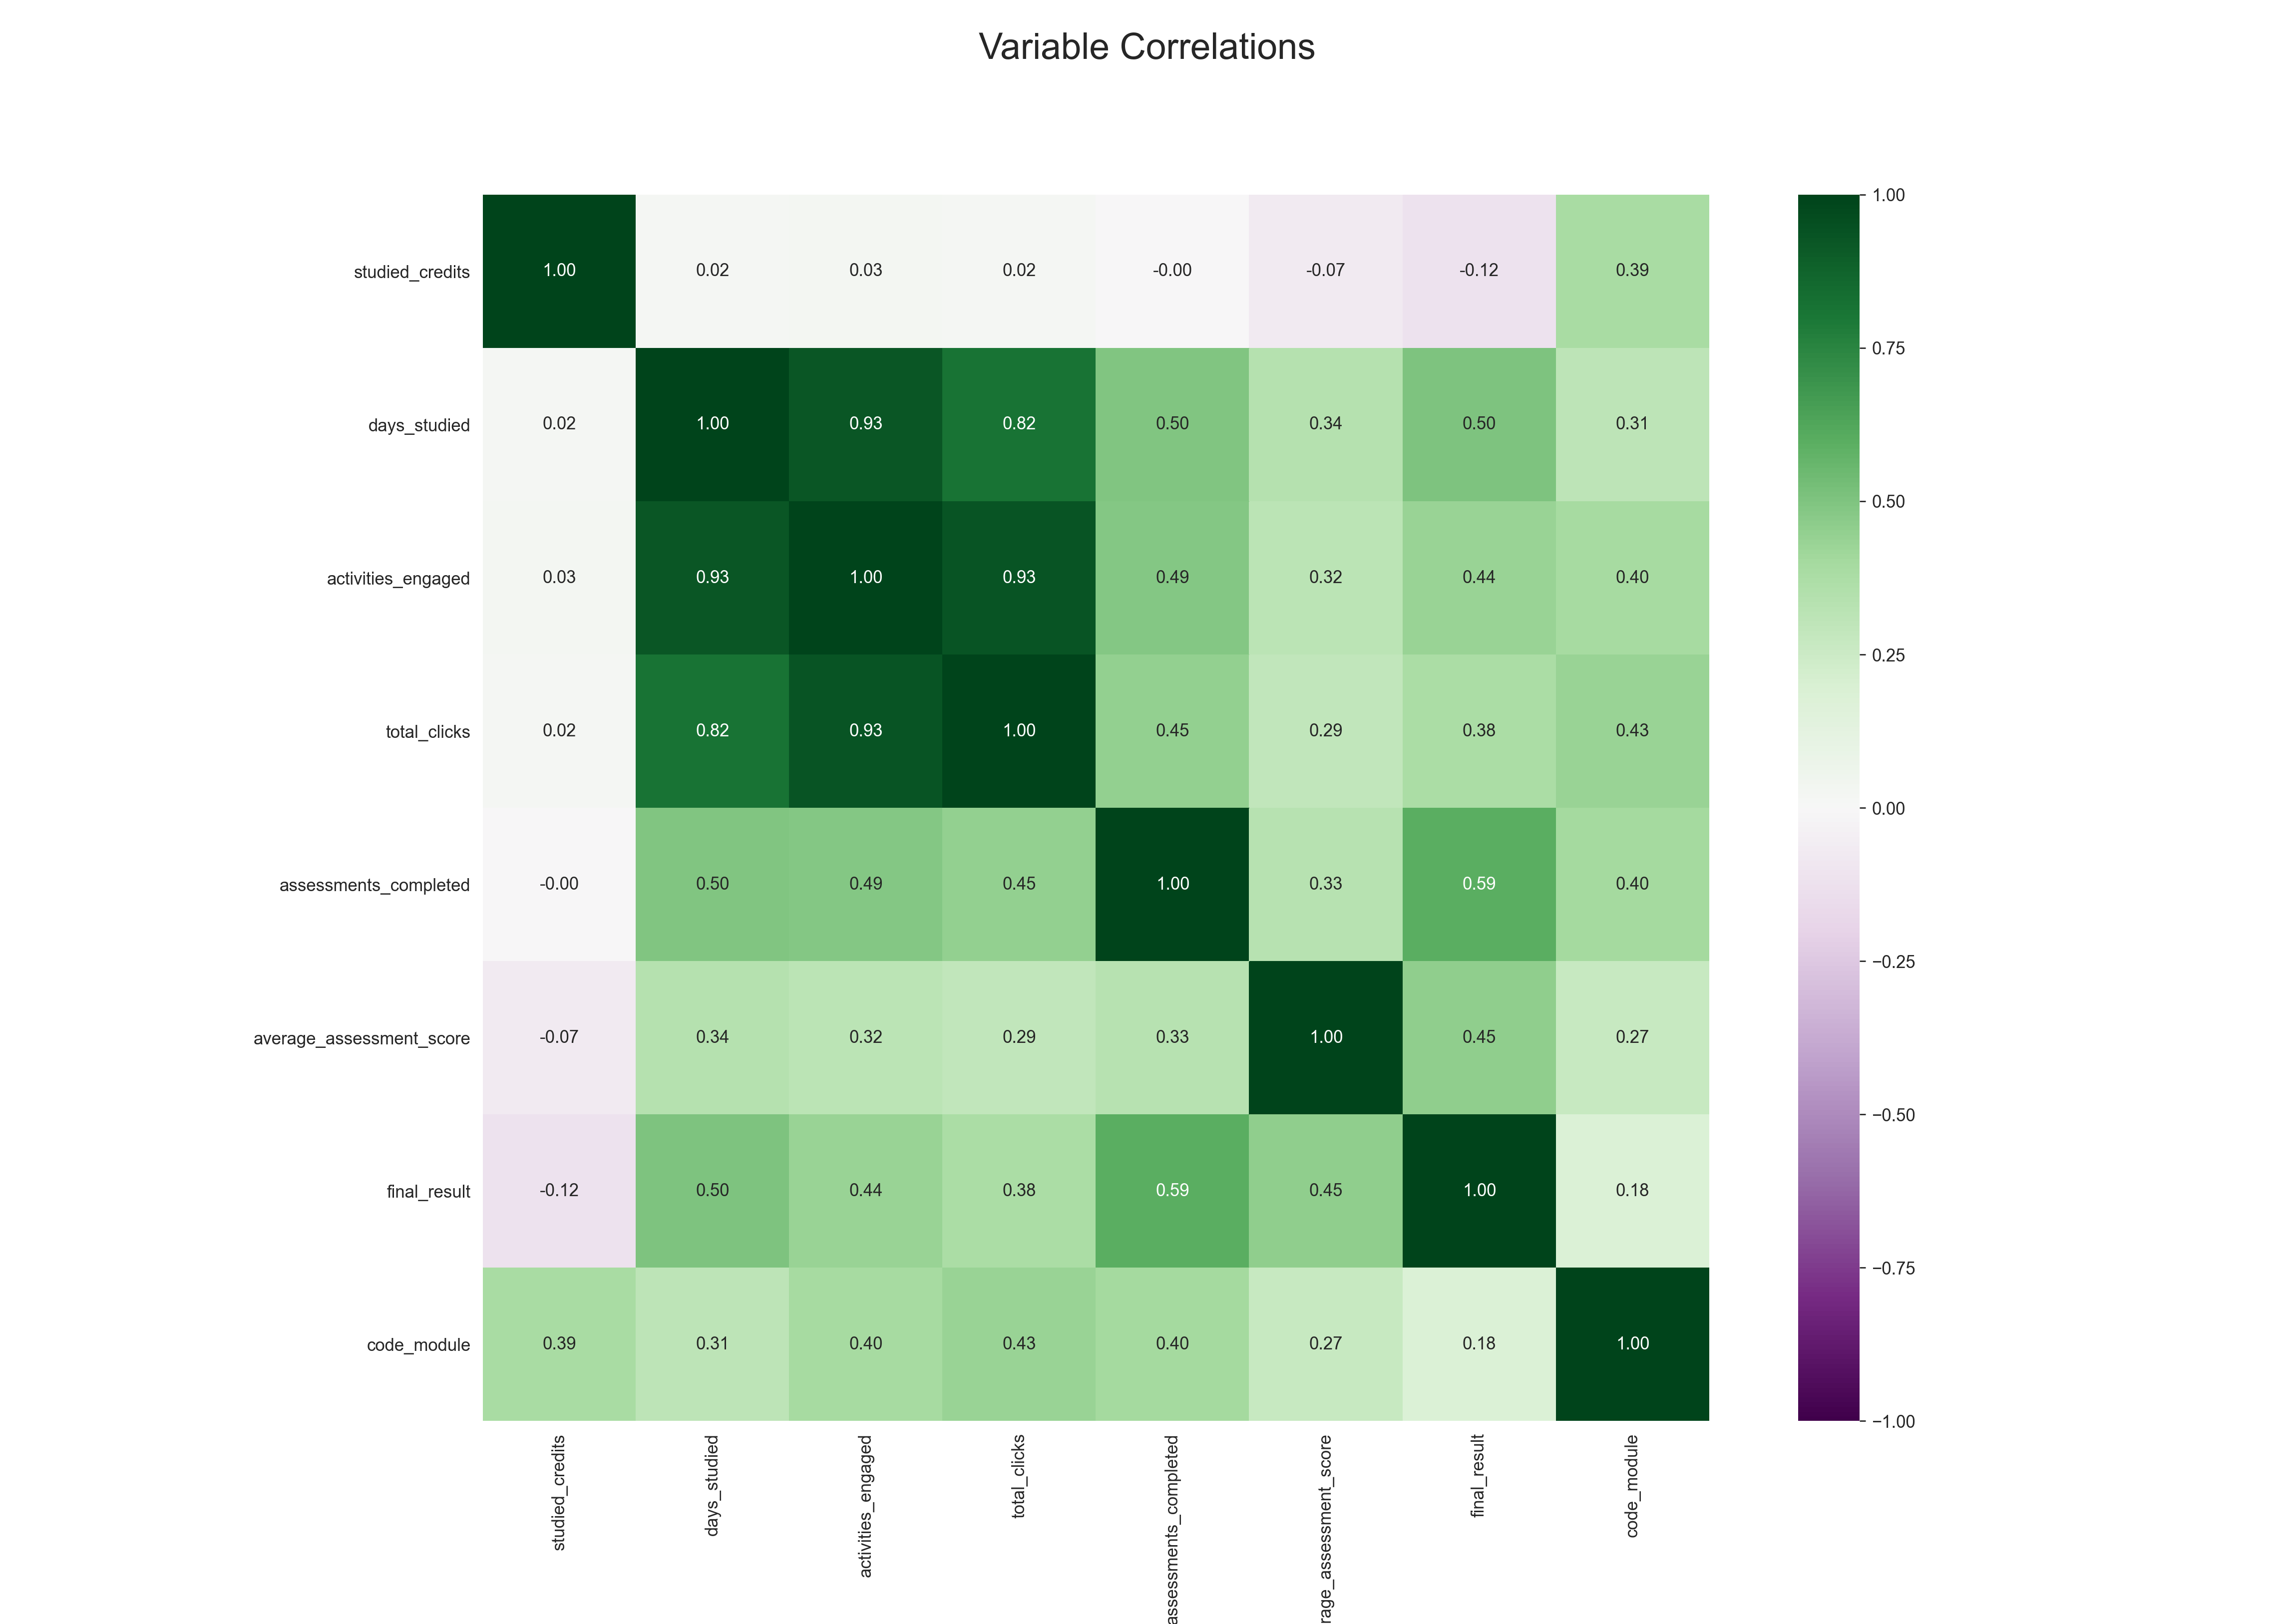 Variable Correlations
studied_credits 1.00 0.02 0.03 0.02 -0.00 -0.07 -0.12 0.39
days_studied 0.02 1.00 0.93 0.82 0.50 0.34 0.50 0.31
activities_engaged 0.03 0.93 1.00 0.93 0.49 0.32 0.44 0.40
total_clicks 0.02 0.82 0.93 1.00 0.45 0.29 0.38 0.43
assessments_completed -0.00 0.50 0.49 0.45 1.00 0.33 0.59 0.40
average_assessment_score -0.07 0.34 0.32 0.29 0.33 1.00 0.45 0.27
final_result -0.12 0.50 0.44 0.38 0.59 0.45 1.00 0.18
code_module 0.39 0.31 0.40 0.43 0.40 0.27 0.18 1.00
studied_credits
days_studied
activities_engaged
total_clicks
assessments_completed
rage_assessment_score
final_result
code_module
1.00
0.75
0.50
0.25
0.00
−0.25
−0.50
−0.75
−1.00